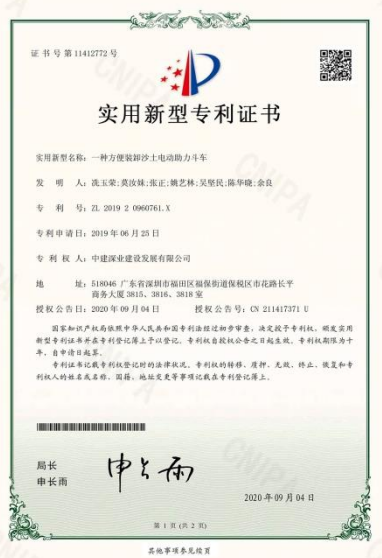 证书号第11412772号
CNIPA
实用新型专利证书
实用新型名称:一种方便装卸沙土电动助力斗车
发 明 人:冼玉荣;莫汝妹;张正;姚艺林;吴坚民;陈华晓;余良
专 利 号:ZL 2019 2 0960761.X
专利申请日:2019年06月25日
专 利 权 人:中建深业建设发展有限公司
地 址:518046 广东省深圳市福田区福保街道保税区市花路长平
商务大厦3815、3816、3818室
授权公告日:2020年09月04日 授权公告号:CN 211417371 U
国家知识产权局依照中华人民共和国专利法经过初步审查,决定授予专利权,颁发实用
新型专利证书并在专利登记簿上予以登记。专利权自授权公告之日起生效。专利权期限为十
年,自申请日起算。
专利证书记载专利权登记时的法律状况。专利权的转移、质押、无效、终止、恢复和专
利权人的姓名或名称、国籍、地址变更等事项记载在专利登记簿上。
局长
申长雨
申长雨
2020年09月04日
第 1 页 (共 2 页)
其他事项参见续页